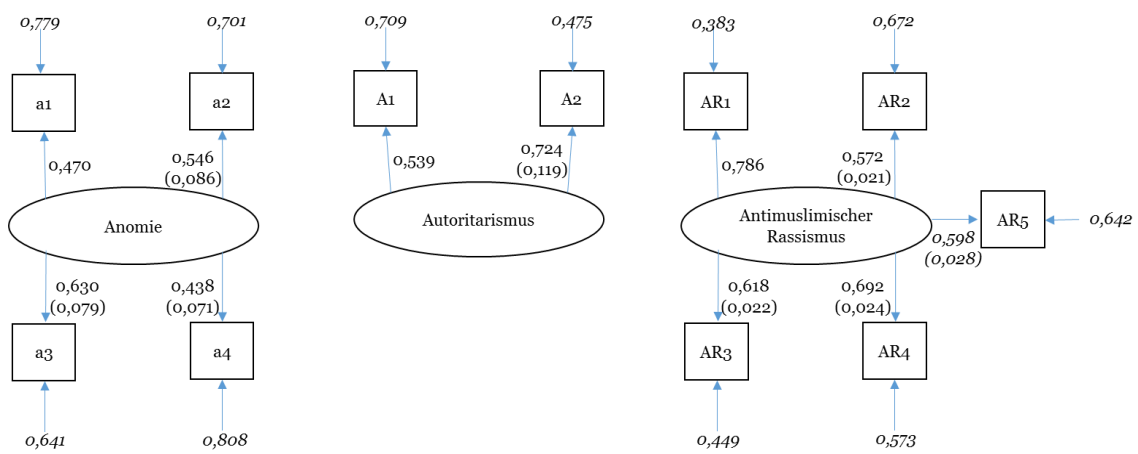 0,779
0,701
0,709
0,475
0,383
0,672
a1
a2
A1
A2
AR1
AR2
0,470
0,546
(0,086)
0,539
0,724
(0,119)
0,786
0,572
(0,021)
Anomie
Autoritarismus
Antimuslimischer
Rassismus
AR5
0,642
0,598
(0,028)
0,630
(0,079)
0,438
(0,071)
0,618
(0,022)
0,692
(0,024)
a3
a4
AR3
AR4
0,641
0,808
0,449
0,573